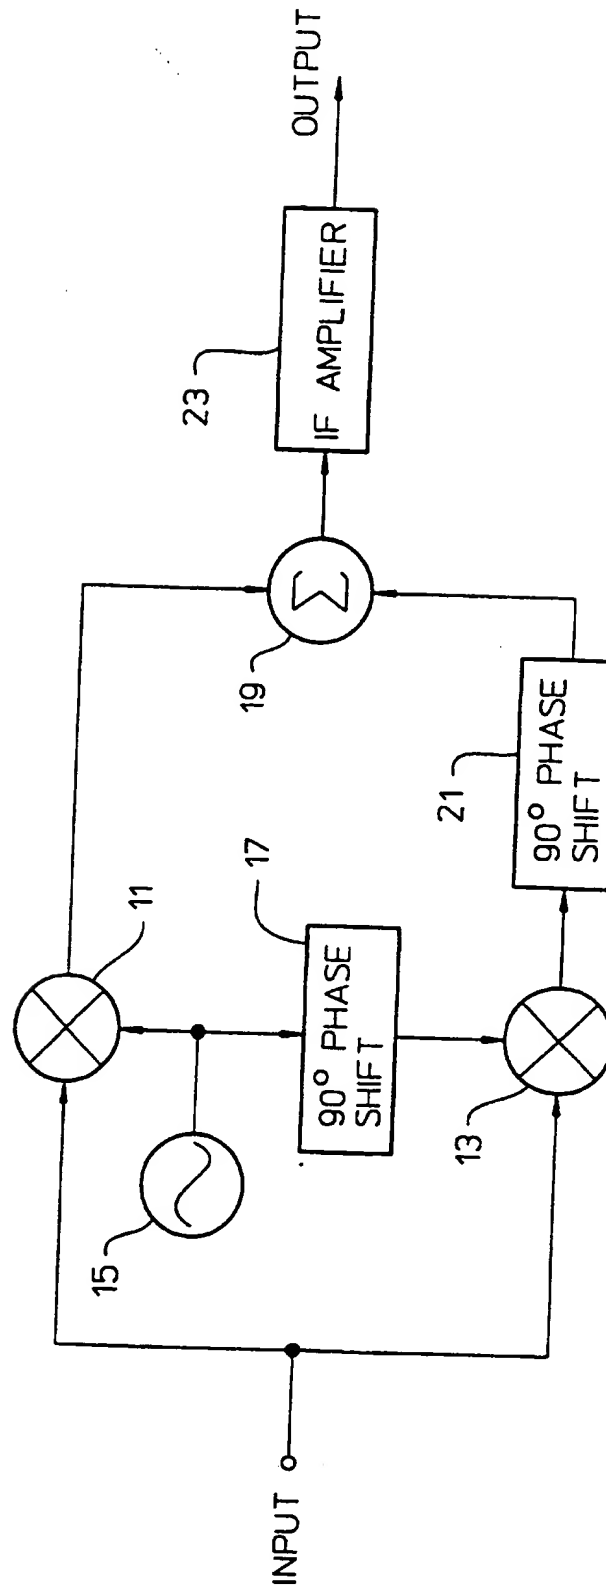 INPUT
15
11
17
90° PHASE
SHIFT
13
19
21
90° PHASE
SHIFT
23
IF AMPLIFIER
OUTPUT